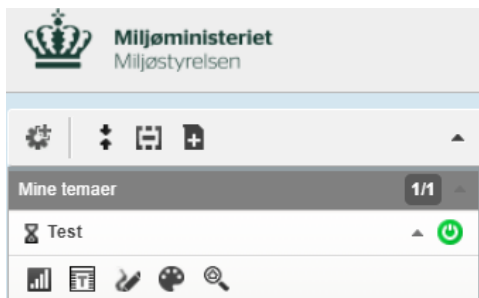 Miljøministeriet
Miljøstyrelsen
Mine temaer 1/1
Test
T